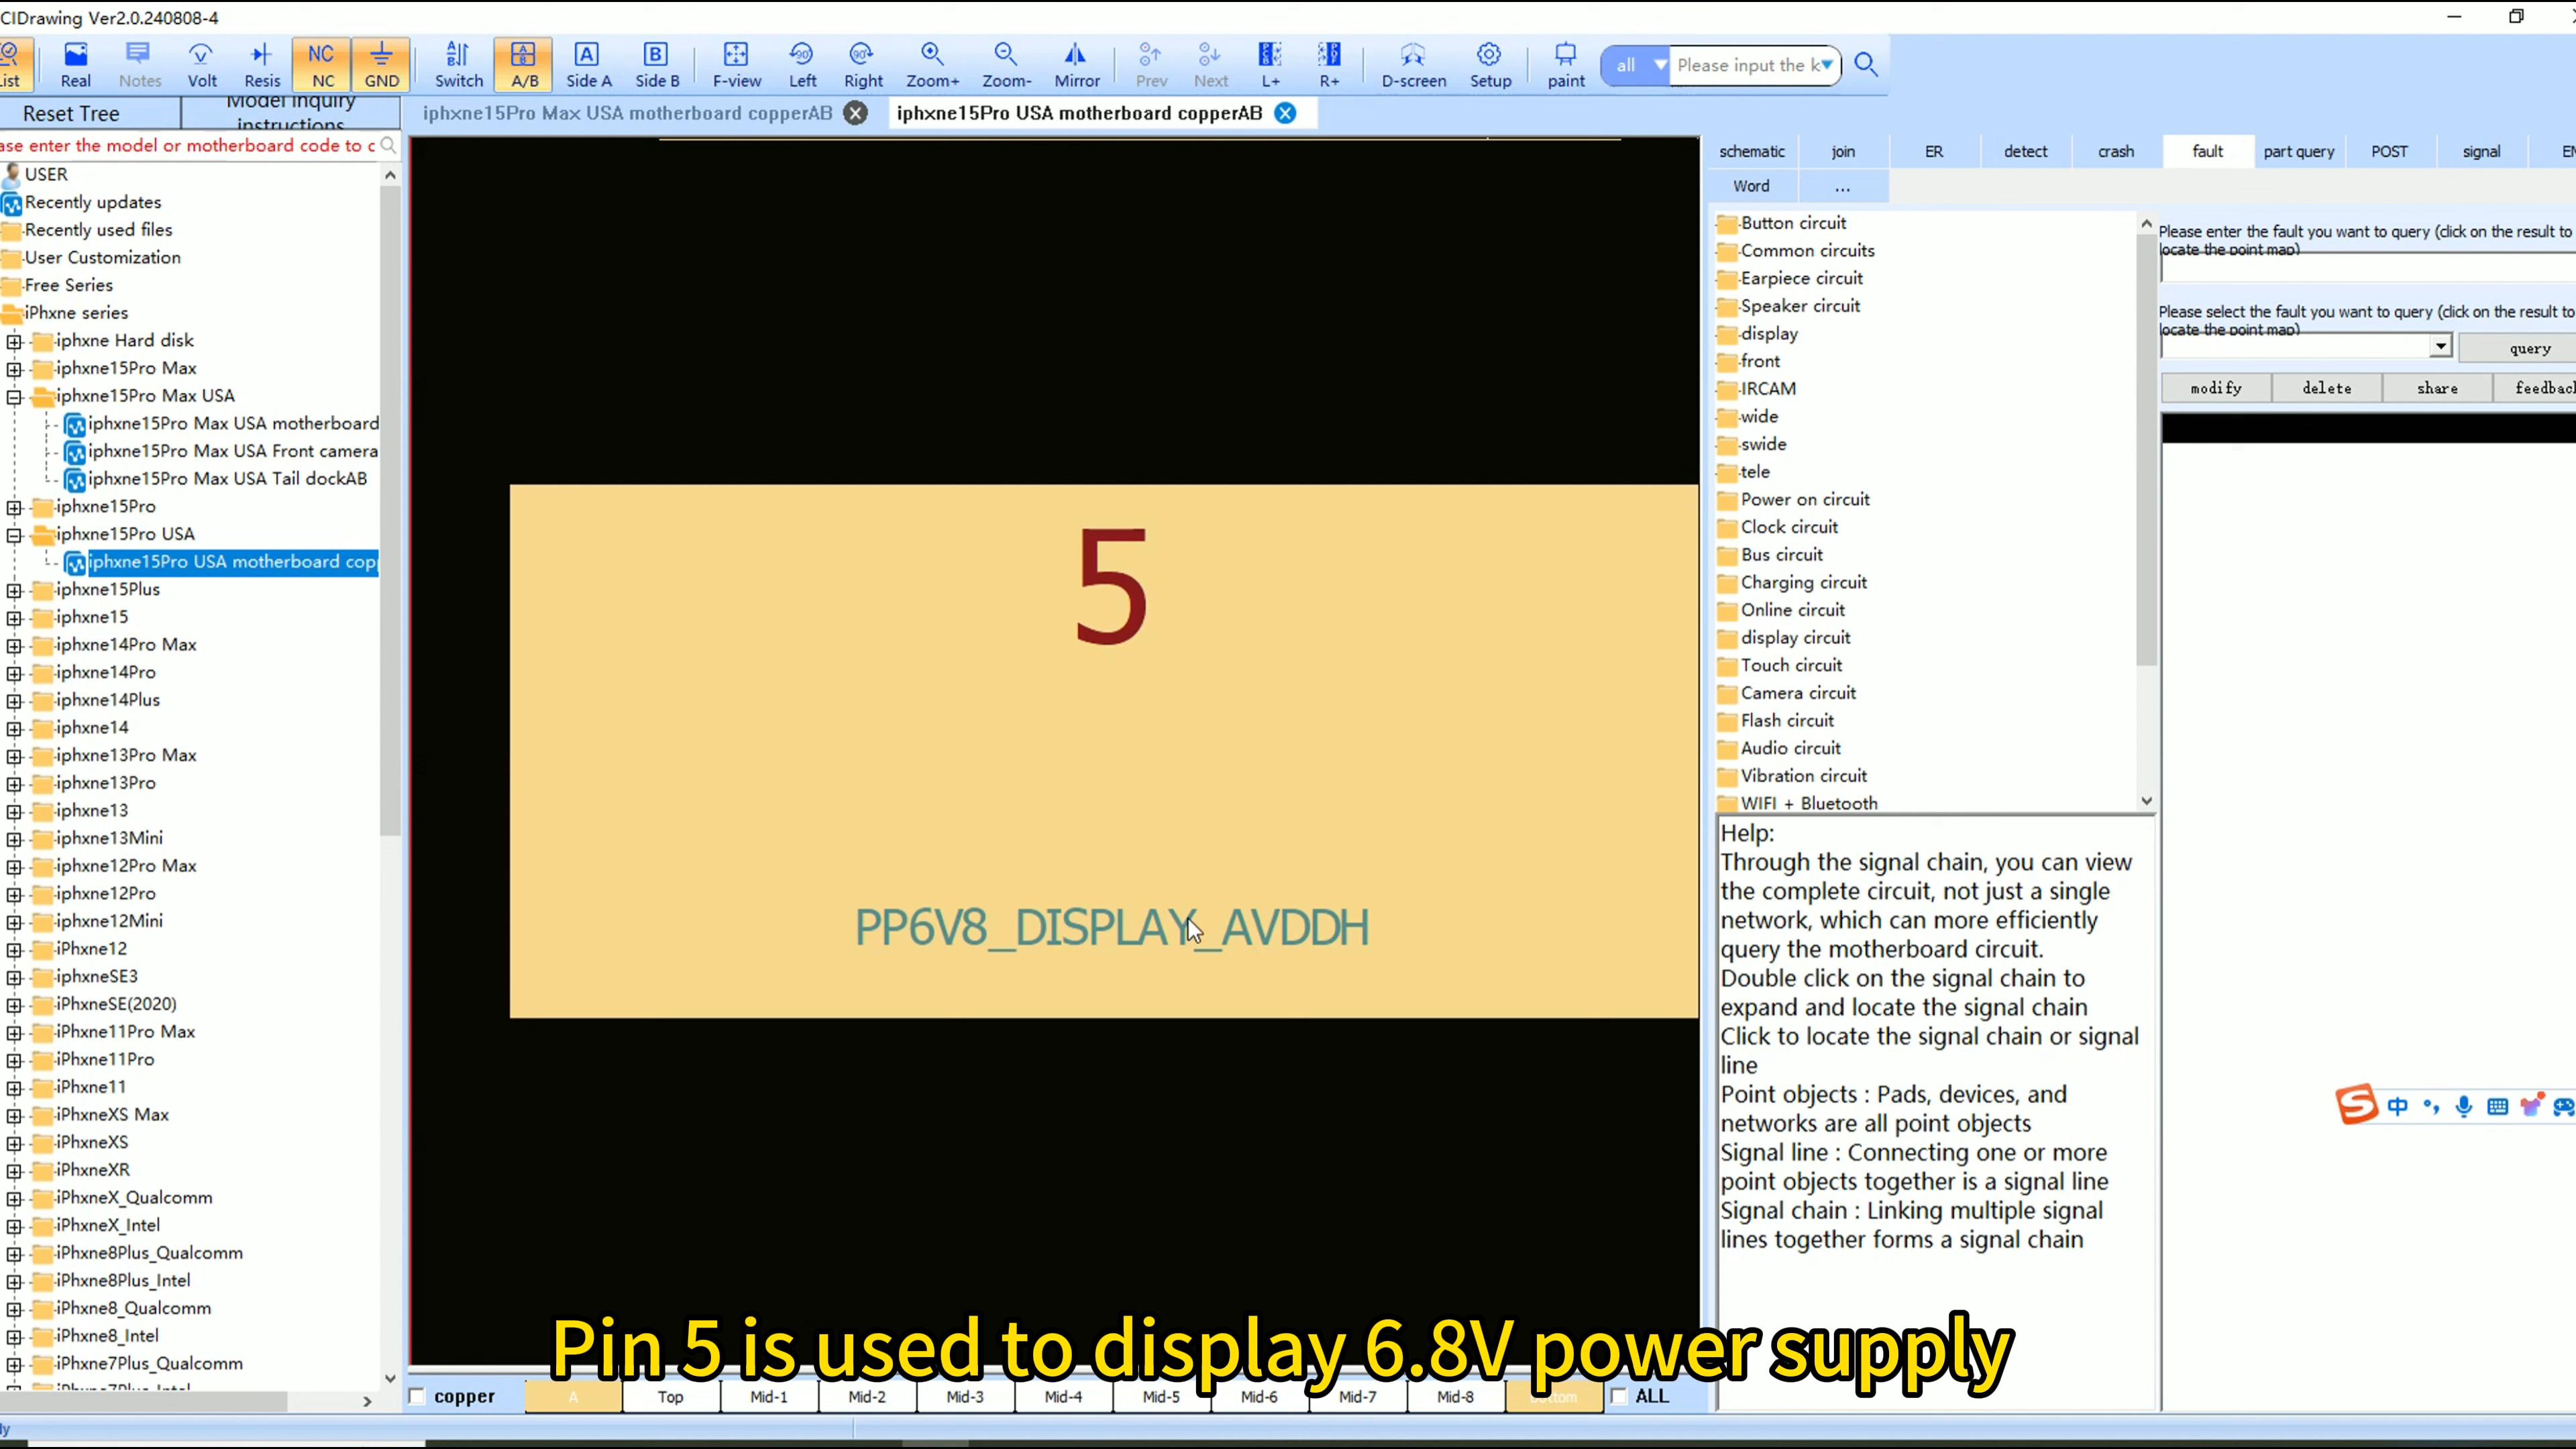 CIDrawing Ver2.0.240808-4
List
Real
Notes
Volt
Resis
NC
NC
GND
Switch
A/B
Side A
Side B
F-view
Left
Right
Zoom+
Zoom-
Mirror
Prev
Next
L+
R+
D-screen
Setup
paint
all
Please input the k
Reset Tree
Model inquiry instructions
iphxne15Pro Max USA motherboard copperAB
iphxne15Pro USA motherboard copperAB
ase enter the model or motherboard code to c
USER
Recently updates
Recently used files
User Customization
Free Series
iPhxne series
iphxne Hard disk
iphxne15Pro Max
iphxne15Pro Max USA
iphxne15Pro Max USA motherboard
iphxne15Pro Max USA Front camera
iphxne15Pro Max USA Tail dockAB
iphxne15Pro
iphxne15Pro USA
iphxne15Pro USA motherboard cop
iphxne15Plus
iphxne15
iphxne14Pro Max
iphxne14Pro
iphxne14Plus
iphxne14
iphxne13Pro Max
iphxne13Pro
iphxne13
iphxne13Mini
iphxne12Pro Max
iphxne12Pro
iphxne12Mini
iPhxne12
iphxneSE3
iPhxneSE(2020)
iPhxne11Pro Max
iPhxne11Pro
iPhxne11
iPhxneXS Max
iPhxneXS
iPhxneXR
iPhxneX_Qualcomm
iPhxneX_Intel
iPhxne8Plus_Qualcomm
iPhxne8Plus_Intel
iPhxne8_Qualcomm
iPhxne8_Intel
iPhxne7Plus_Qualcomm
5
PP6V8_DISPLAY_AVDDH
schematic
join
ER
detect
crash
fault
part query
POST
signal
Word
...
Button circuit
Common circuits
Earpiece circuit
Speaker circuit
display
front
IRCAM
wide
swide
tele
Power on circuit
Clock circuit
Bus circuit
Charging circuit
Online circuit
display circuit
Touch circuit
Camera circuit
Flash circuit
Audio circuit
Vibration circuit
WIFI + Bluetooth
Please enter the fault you want to query (click on the result to
locate the point map)
Please select the fault you want to query (click on the result to
locate the point map)
query
modify
delete
share
feedbac
Help:
Through the signal chain, you can view
the complete circuit, not just a single
network, which can more efficiently
query the motherboard circuit.
Double click on the signal chain to
expand and locate the signal chain
Click to locate the signal chain or signal
line
Point objects : Pads, devices, and
networks are all point objects
Signal line : Connecting one or more
point objects together is a signal line
Signal chain : Linking multiple signal
lines together forms a signal chain
中
Pin 5 is used to display 6.8V power supply
copper
A
Top
Mid-1
Mid-2
Mid-3
Mid-4
Mid-5
Mid-6
Mid-7
Mid-8
Bottom
ALL